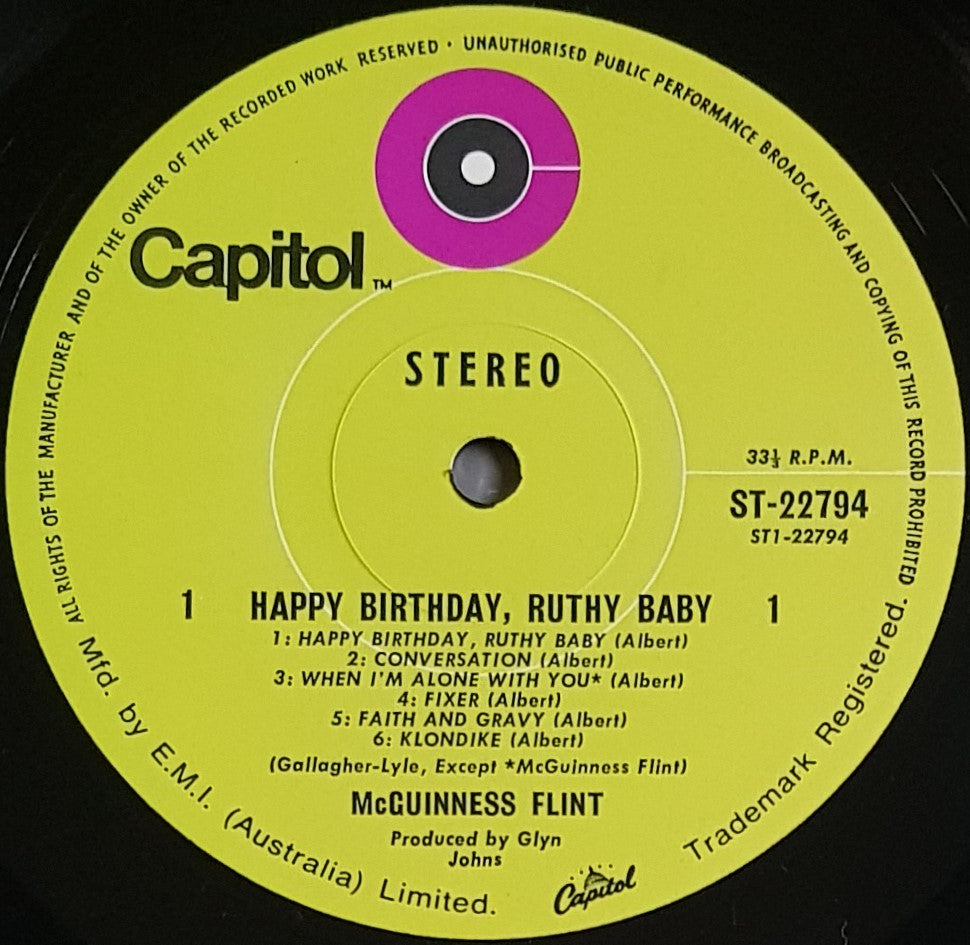 ALL RIGHTS OF THE MANUFACTURER AND OF THE OWNER OF THE RECORDED WORK RESERVED · UNAUTHORISED PUBLIC PERFORMANCE BROADCASTING AND COPYING OF THIS RECORD PROHIBITED.
Capitol TM
STEREO
33⅓ R.P.M.
ST-22794
ST1-22794
1 HAPPY BIRTHDAY, RUTHY BABY 1
1: HAPPY BIRTHDAY, RUTHY BABY (Albert)
2: CONVERSATION (Albert)
3: WHEN I'M ALONE WITH YOU* (Albert)
4: FIXER (Albert)
5: FAITH AND GRAVY (Albert)
6: KLONDIKE (Albert)
(Gallagher-Lyle, Except *McGuinness Flint)
McGUINNESS FLINT
Produced by Glyn
Johns
Mfd. by E.M.I. (Australia) Limited.
Capitol
Trademark Registered.